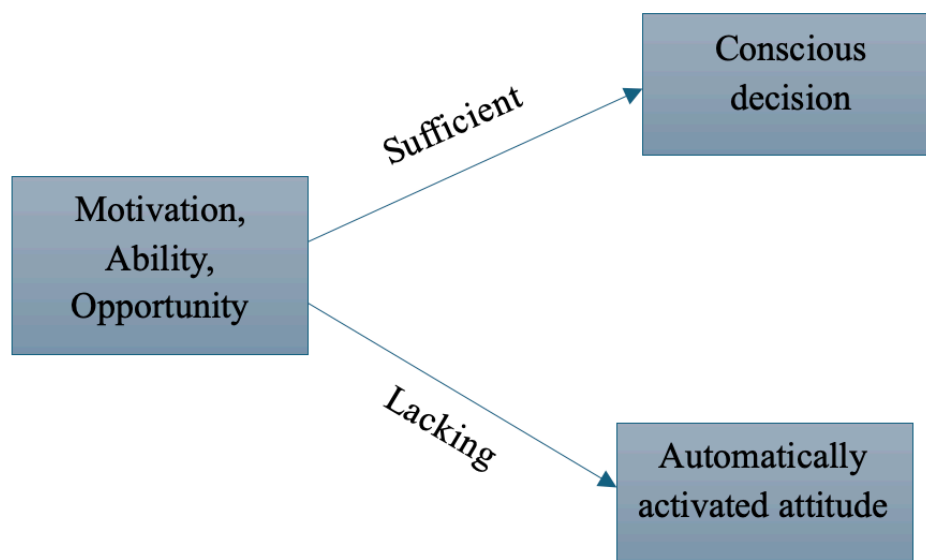 Conscious
decision
Sufficient
Motivation,
Ability,
Opportunity
Lacking
Automatically
activated attitude